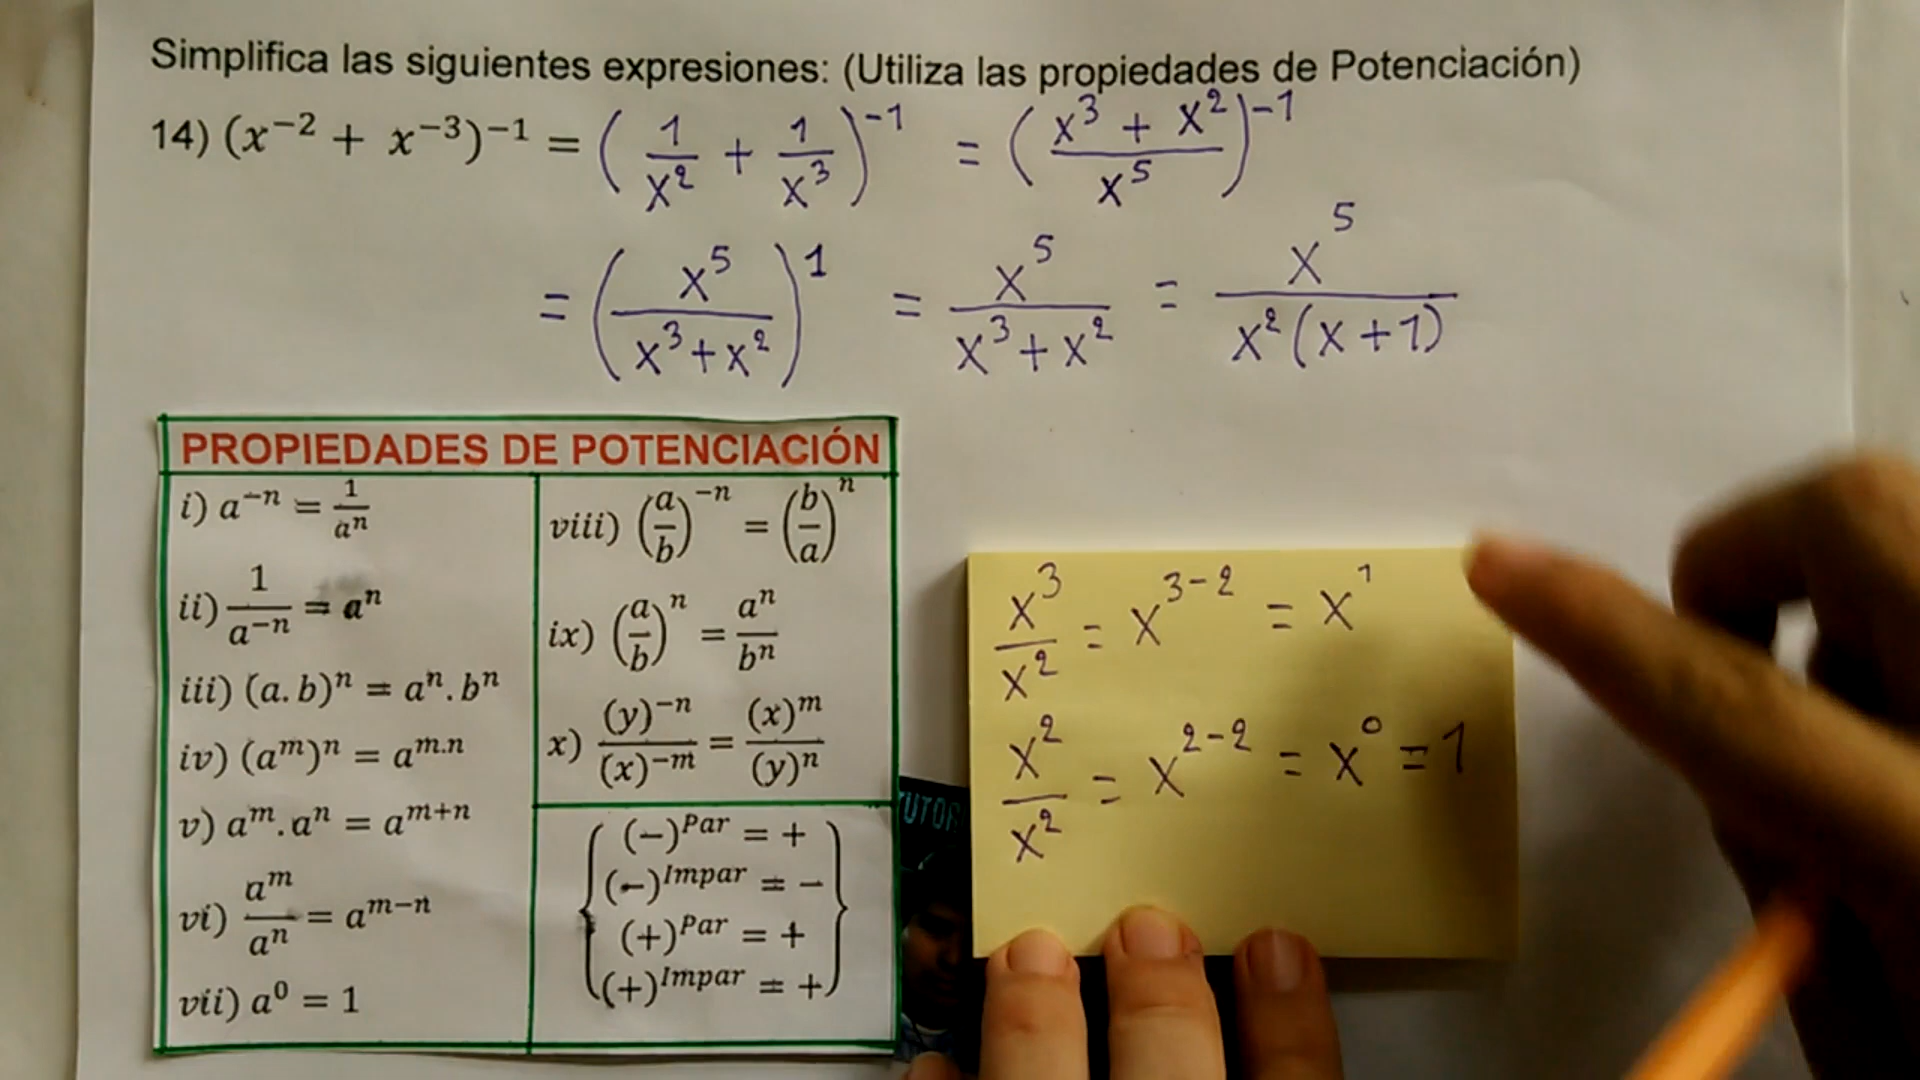 Simplifica las siguientes expresiones: (Utiliza las propiedades de Potenciación)
14) (x⁻² + x⁻³)⁻¹ = (1/x² + 1/x³)⁻¹ = ((x³ + x²)/x⁵)⁻¹
= (x⁵/(x³+x²))¹ = x⁵/(x³+x²) = x⁵/(x²(x+1))
PROPIEDADES DE POTENCIACIÓN
i) a⁻ⁿ = 1/aⁿ
ii) 1/a⁻ⁿ = aⁿ
iii) (a.b)ⁿ = aⁿ.bⁿ
iv) (aᵐ)ⁿ = aᵐ·ⁿ
v) aᵐ.aⁿ = aᵐ⁺ⁿ
vi) aᵐ/aⁿ = aᵐ⁻ⁿ
vii) a⁰ = 1
viii) (a/b)⁻ⁿ = (b/a)ⁿ
ix) (a/b)ⁿ = aⁿ/bⁿ
x) (y)⁻ⁿ/(x)⁻ᵐ = (x)ᵐ/(y)ⁿ
(−)^Par = +
(−)^Impar = −
(+)^Par = +
(+)^Impar = +
x³/x² = x³⁻² = x¹
x²/x² = x²⁻² = x⁰ = 1
TUTOR